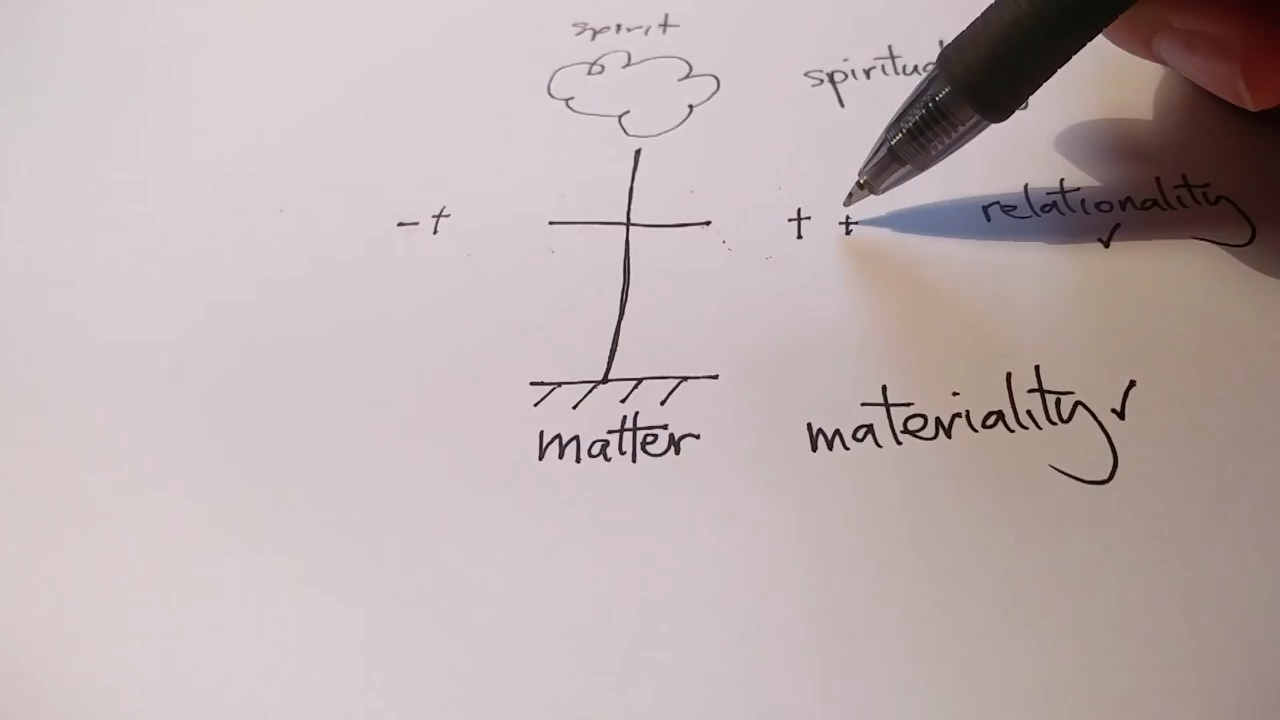 spirit
-t
+ t
relationality
matter
materiality